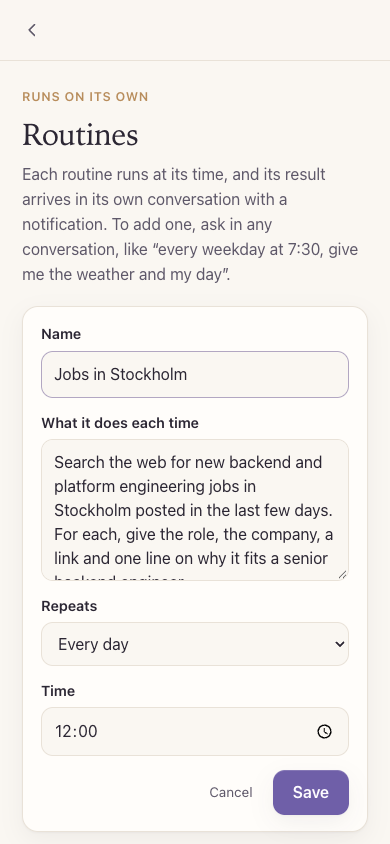 RUNS ON ITS OWN
Routines
Each routine runs at its time, and its result
arrives in its own conversation with a
notification. To add one, ask in any
conversation, like “every weekday at 7:30, give
me the weather and my day”.
Name
Jobs in Stockholm
What it does each time
Search the web for new backend and
platform engineering jobs in
Stockholm posted in the last few days.
For each, give the role, the company, a
link and one line on why it fits a senior
backend engineer
Repeats
Every day
Time
12:00
Cancel
Save